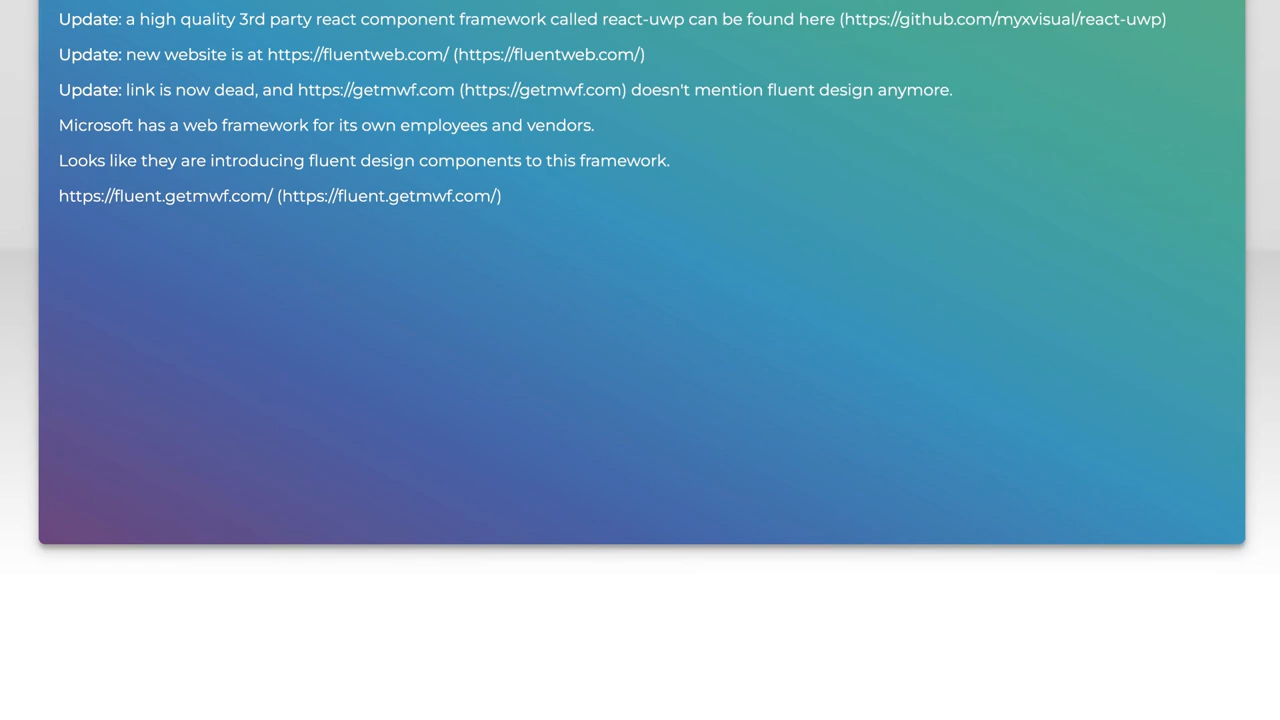 Update: a high quality 3rd party react component framework called react-uwp can be found here (https://github.com/myxvisual/react-uwp)
Update: new website is at https://fluentweb.com/ (https://fluentweb.com/)
Update: link is now dead, and https://getmwf.com (https://getmwf.com) doesn't mention fluent design anymore.
Microsoft has a web framework for its own employees and vendors.
Looks like they are introducing fluent design components to this framework.
https://fluent.getmwf.com/ (https://fluent.getmwf.com/)